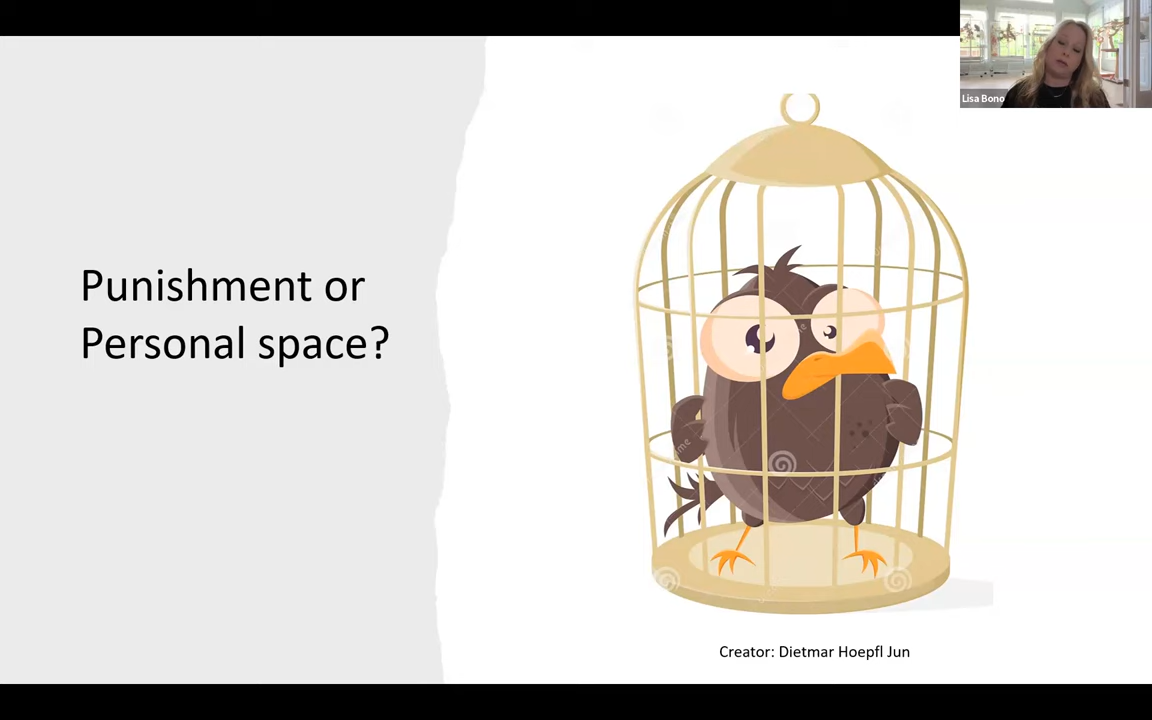 Lisa Bono
Punishment or
Personal space?
Creator: Dietmar Hoepfl Jun